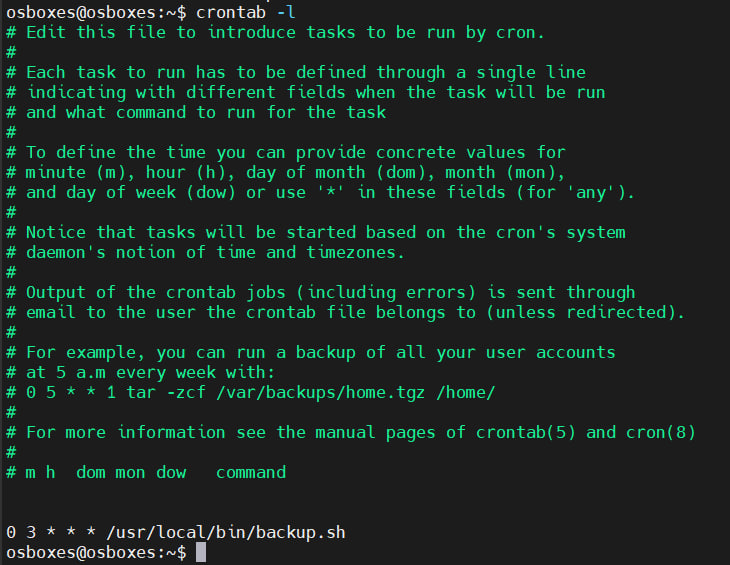 osboxes@osboxes:~$ crontab -l
# Edit this file to introduce tasks to be run by cron.
#
# Each task to run has to be defined through a single line
# indicating with different fields when the task will be run
# and what command to run for the task
#
# To define the time you can provide concrete values for
# minute (m), hour (h), day of month (dom), month (mon),
# and day of week (dow) or use '*' in these fields (for 'any').
#
# Notice that tasks will be started based on the cron's system
# daemon's notion of time and timezones.
#
# Output of the crontab jobs (including errors) is sent through
# email to the user the crontab file belongs to (unless redirected).
#
# For example, you can run a backup of all your user accounts
# at 5 a.m every week with:
# 0 5 * * 1 tar -zcf /var/backups/home.tgz /home/
#
# For more information see the manual pages of crontab(5) and cron(8)
#
# m h  dom mon dow   command
0 3 * * * /usr/local/bin/backup.sh
osboxes@osboxes:~$